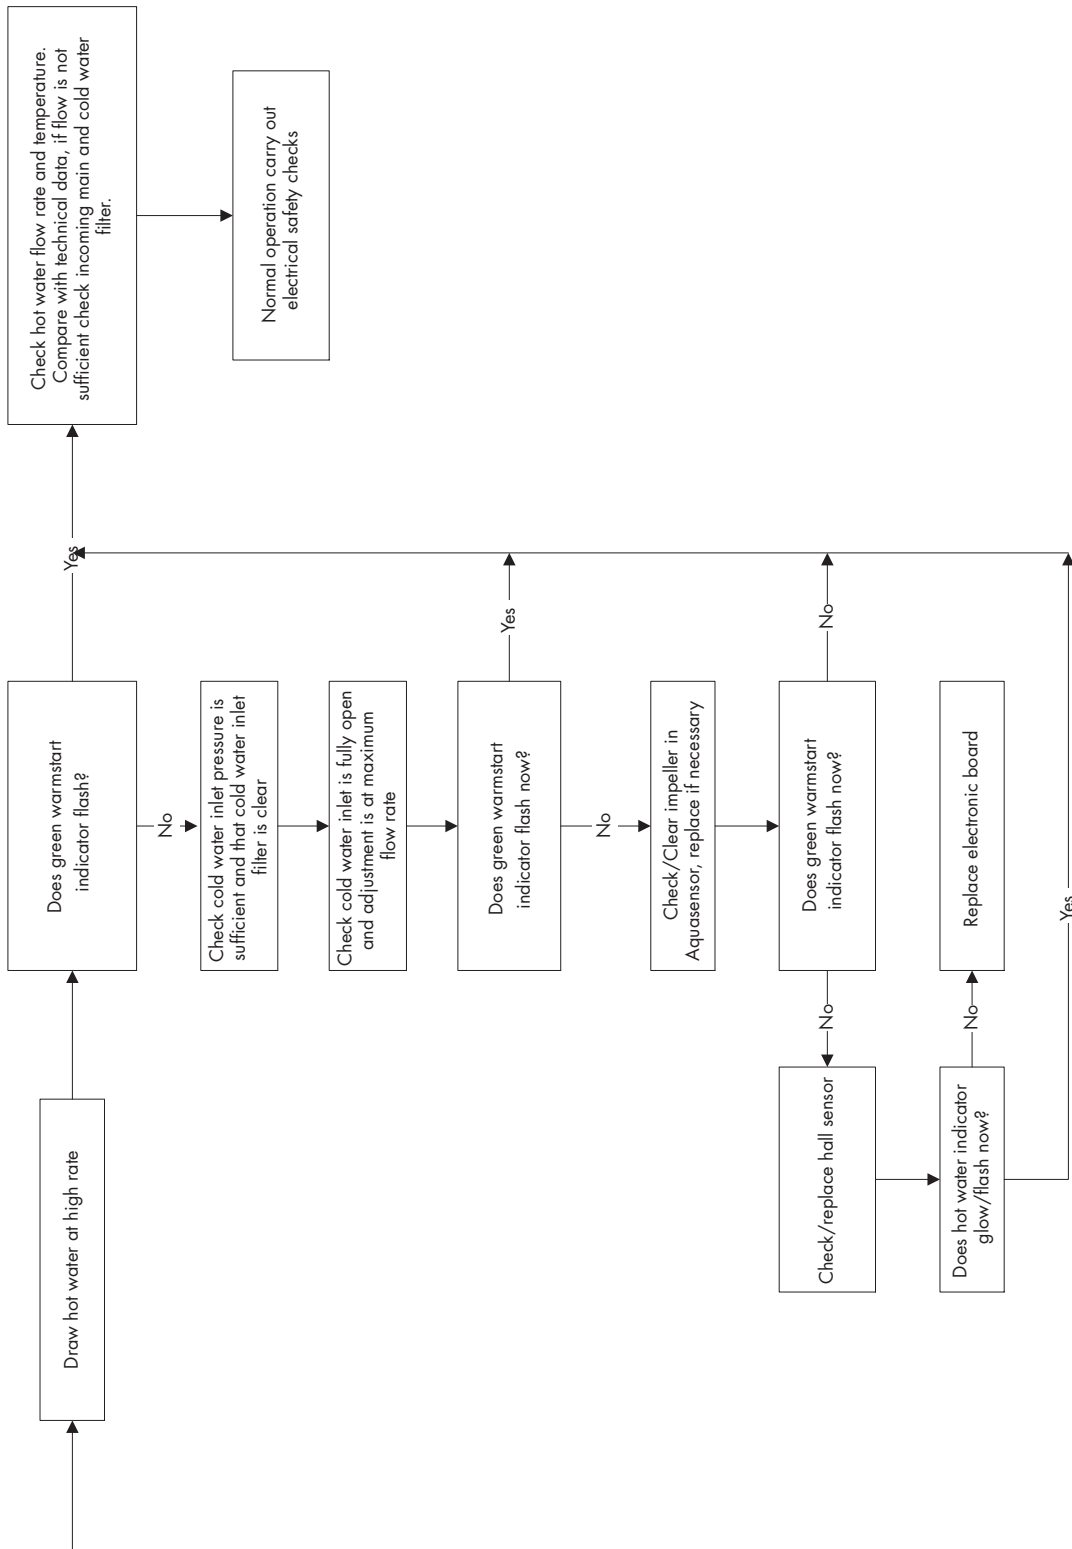 Draw hot water at high rate
Does green warmstart
indicator flash?
Yes
Check hot water flow rate and temperature.
Compare with technical data, if flow is not
sufficient check incoming main and cold water
filter.
Normal operation carry out
electrical safety checks
No
Check cold water inlet pressure is
sufficient and that cold water inlet
filter is clear
Check cold water inlet is fully open
and adjustment is at maximum
flow rate
Does green warmstart
indicator flash now?
Yes
No
Check/Clear impeller in
Aquasensor, replace if necessary
Does green warmstart
indicator flash now?
No
No
Check/replace hall sensor
Does hot water indicator
glow/flash now?
No
Replace electronic board
Yes